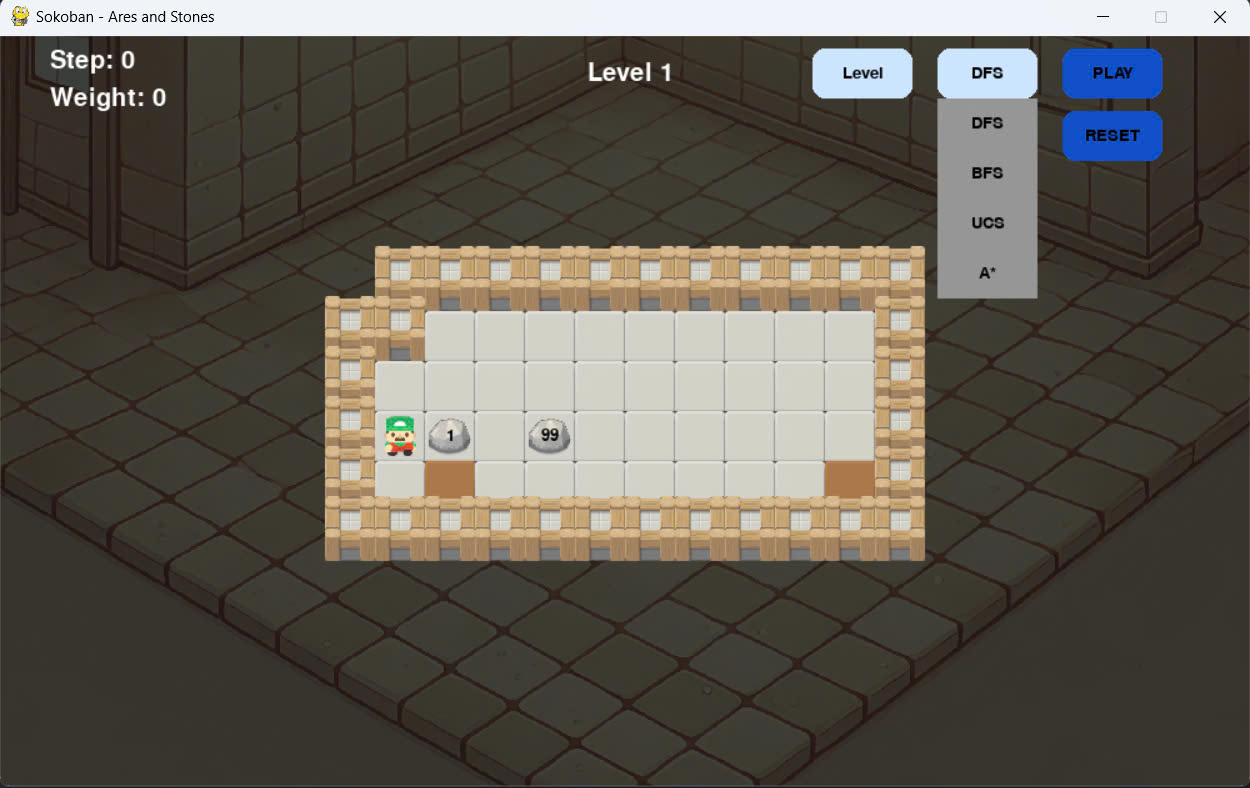 Sokoban - Ares and Stones
Step: 0
Weight: 0
Level 1
Level
DFS
PLAY
RESET
DFS
BFS
UCS
A*
1
99